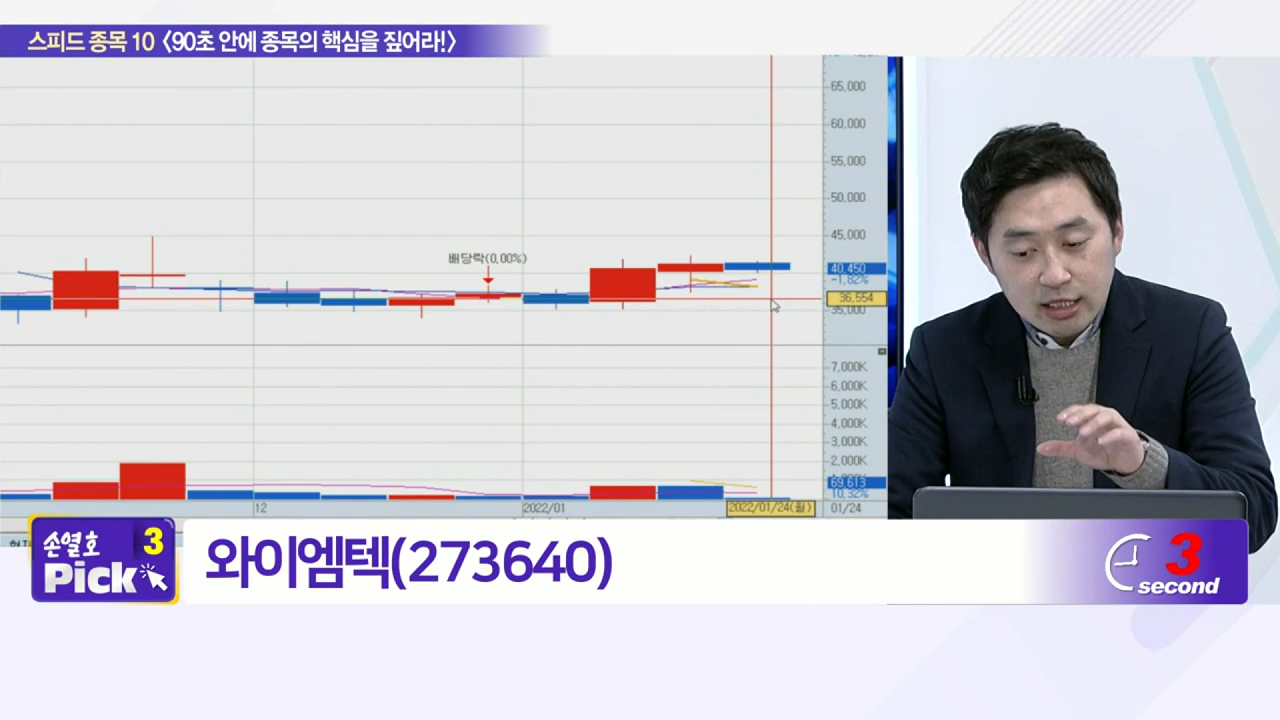 스피드 종목 10 〈90초 안에 종목의 핵심을 짚어라!〉
65,000
60,000
55,000
50,000
45,000
배당락(0,00%)
40,450
-1,82%
36,554
35,000
7,000K
6,000K
5,000K
4,000K
3,000K
2,000K
69,613
10,32%
12
2022/01
2022/01/24(월)
01/24
손열호
Pick
3
와이엠텍(273640)
3
second